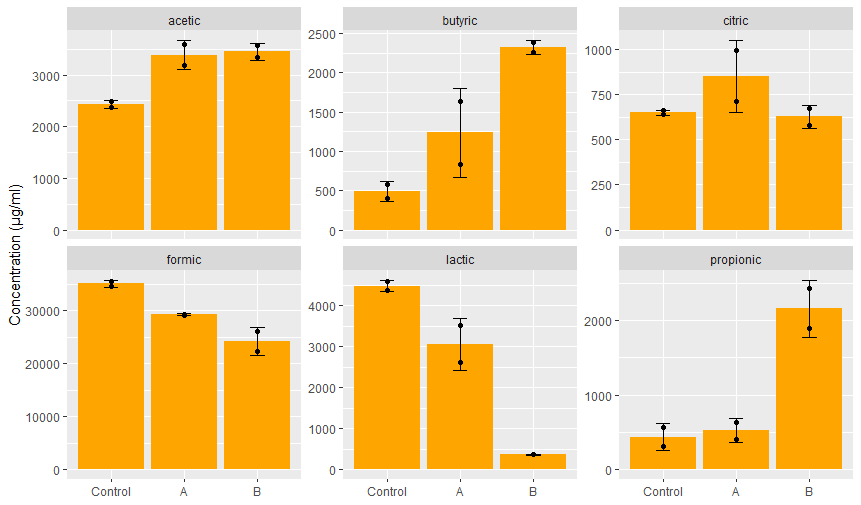 acetic
butyric
citric
3000
2000
1000
0
2500
2000
1500
1000
500
0
1000
750
500
250
0
Concentration (µg/ml)
formic
lactic
propionic
30000
20000
10000
0
4000
3000
2000
1000
0
2000
1000
0
Control A B
Control A B
Control A B